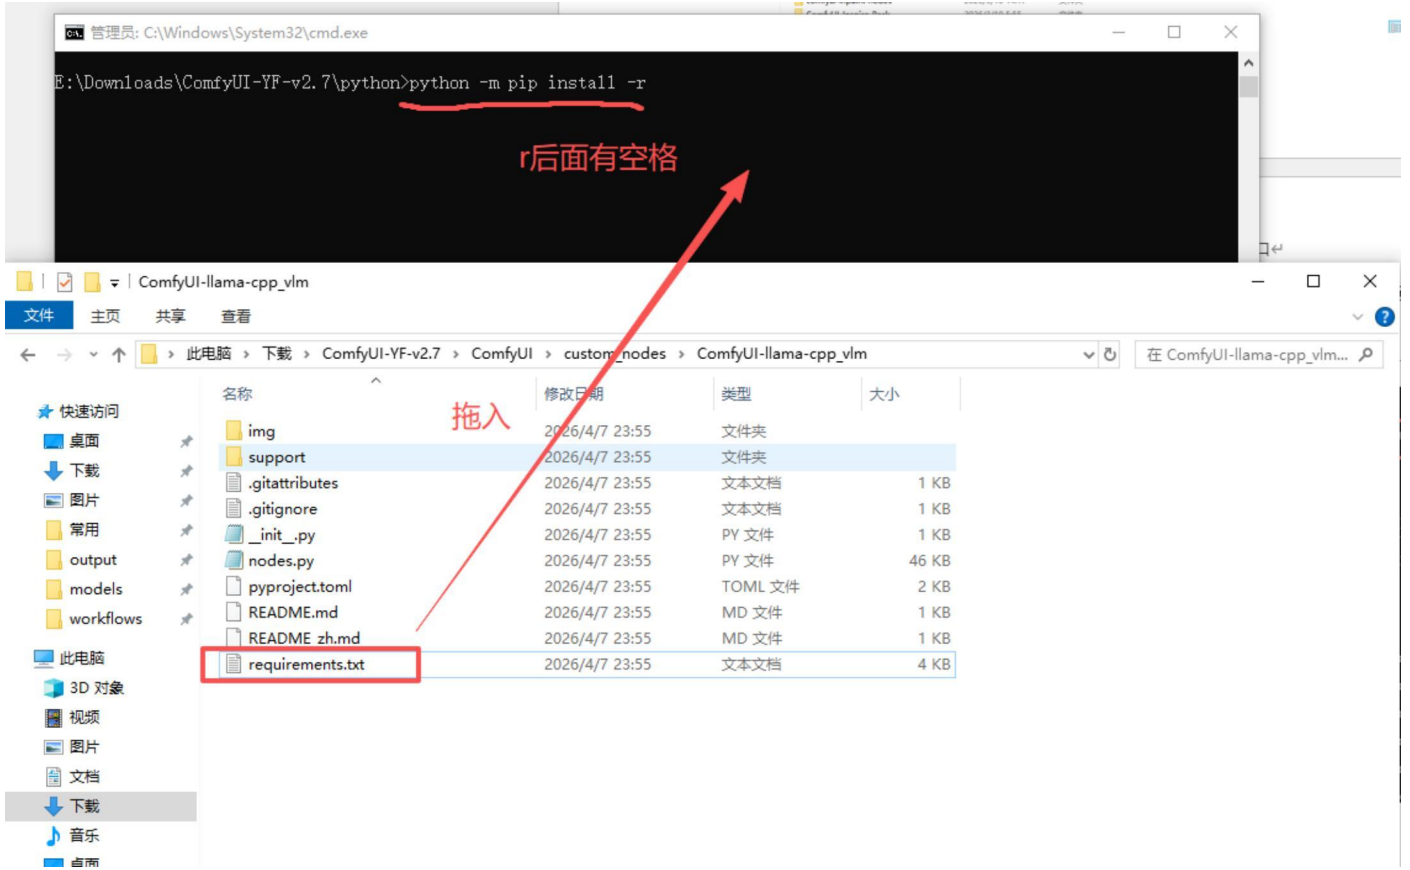 管理员: C:\Windows\System32\cmd.exe
E:\Downloads\ComfyUI-YF-v2.7\python>python -m pip install -r
r后面有空格
口↵
ComfyUI-llama-cpp_vlm
文件 主页 共享 查看
此电脑 › 下载 › ComfyUI-YF-v2.7 › ComfyUI › custom_nodes › ComfyUI-llama-cpp_vlm
在 ComfyUI-llama-cpp_vlm...
名称 修改日期 类型 大小
拖入
快速访问
桌面
下载
图片
常用
output
models
workflows
此电脑
3D 对象
视频
图片
文档
下载
音乐
桌面
img 2026/4/7 23:55 文件夹
support 2026/4/7 23:55 文件夹
.gitattributes 2026/4/7 23:55 文本文档 1 KB
.gitignore 2026/4/7 23:55 文本文档 1 KB
__init__.py 2026/4/7 23:55 PY 文件 1 KB
nodes.py 2026/4/7 23:55 PY 文件 46 KB
pyproject.toml 2026/4/7 23:55 TOML 文件 2 KB
README.md 2026/4/7 23:55 MD 文件 1 KB
README_zh.md 2026/4/7 23:55 MD 文件 1 KB
requirements.txt 2026/4/7 23:55 文本文档 4 KB